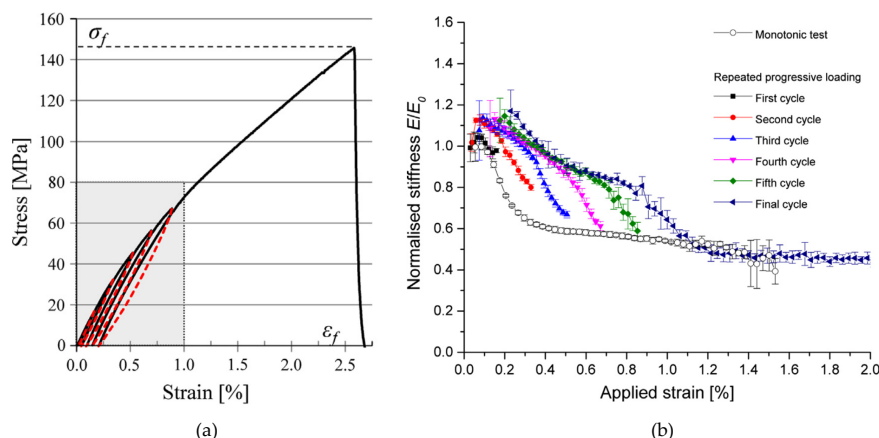 σf
160
140
120
100
80
60
40
20
0
Stress [MPa]
εf
0.0
0.5
1.0
1.5
2.0
2.5
Strain [%]
(a)
1.6
1.4
1.2
1.0
0.8
0.6
0.4
0.2
0.0
Normalised stiffness E/E0
Monotonic test
Repeated progressive loading
First cycle
Second cycle
Third cycle
Fourth cycle
Fifth cycle
Final cycle
0.0 0.2 0.4 0.6 0.8 1.0 1.2 1.4 1.6 1.8 2.0
Applied strain [%]
(b)